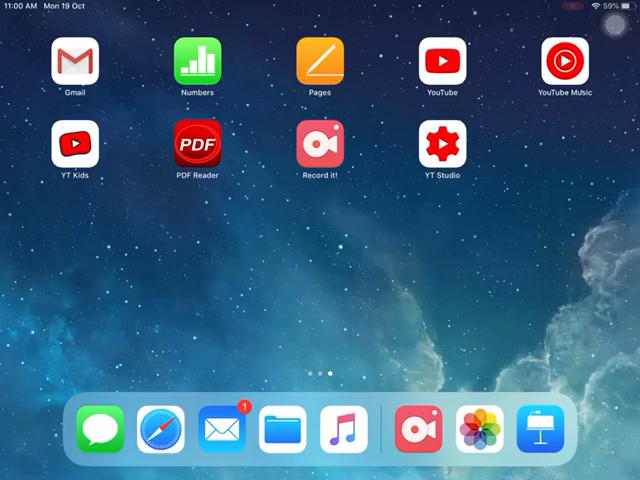 11:00 AM Mon 19 Oct
59%
Gmail
Numbers
Pages
YouTube
YouTube Music
PDF
YT Kids
PDF Reader
Record it!
YT Studio
1